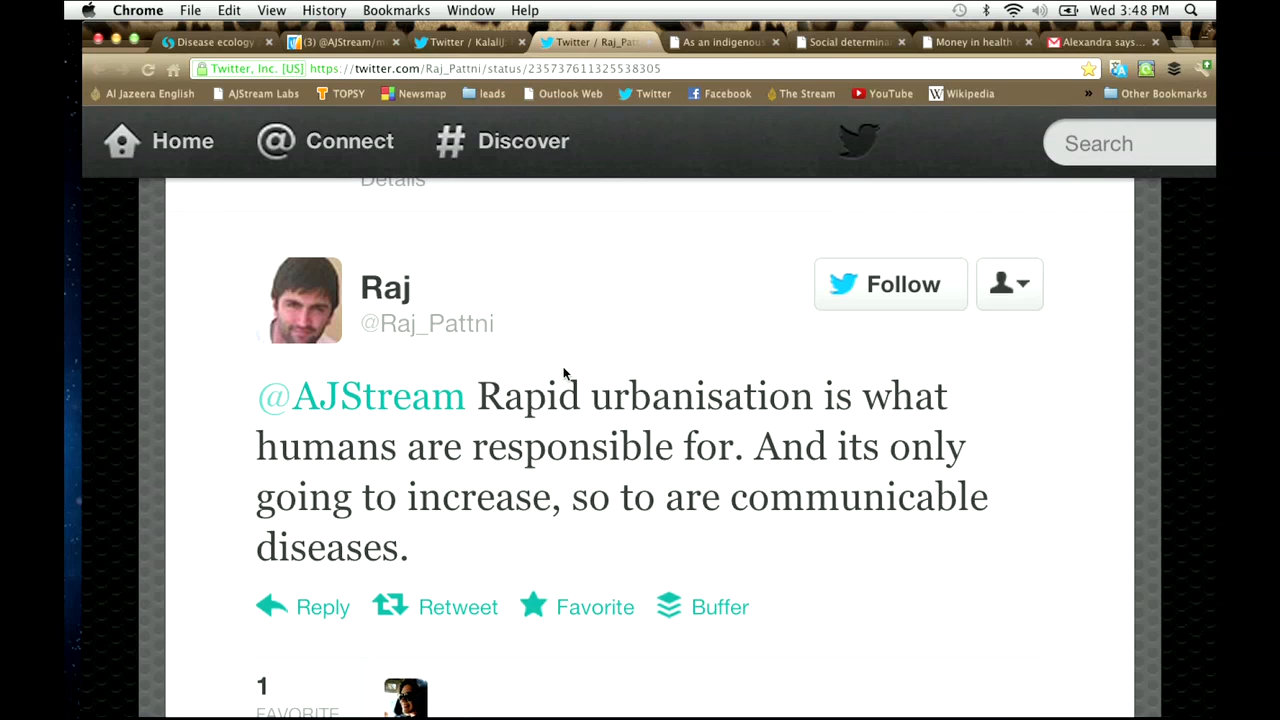 Chrome File Edit View History Bookmarks Window Help Wed 3:48 PM
Disease ecology (3) @AJStream/m Twitter / Kalalii Twitter / Raj_Pa As an indigenous Social determina Money in health Alexandra says...
Twitter, Inc. [US] https://twitter.com/Raj_Pattni/status/235737611325538305
Al Jazeera English AJStream Labs TOPSY Newsmap leads Outlook Web Twitter Facebook The Stream YouTube W Wikipedia » Other Bookmarks
Home @ Connect # Discover Search
Details
Raj Follow
@Raj_Pattni
@AJStream Rapid urbanisation is what
humans are responsible for. And its only
going to increase, so to are communicable
diseases.
Reply Retweet Favorite Buffer
1
FAVORITE